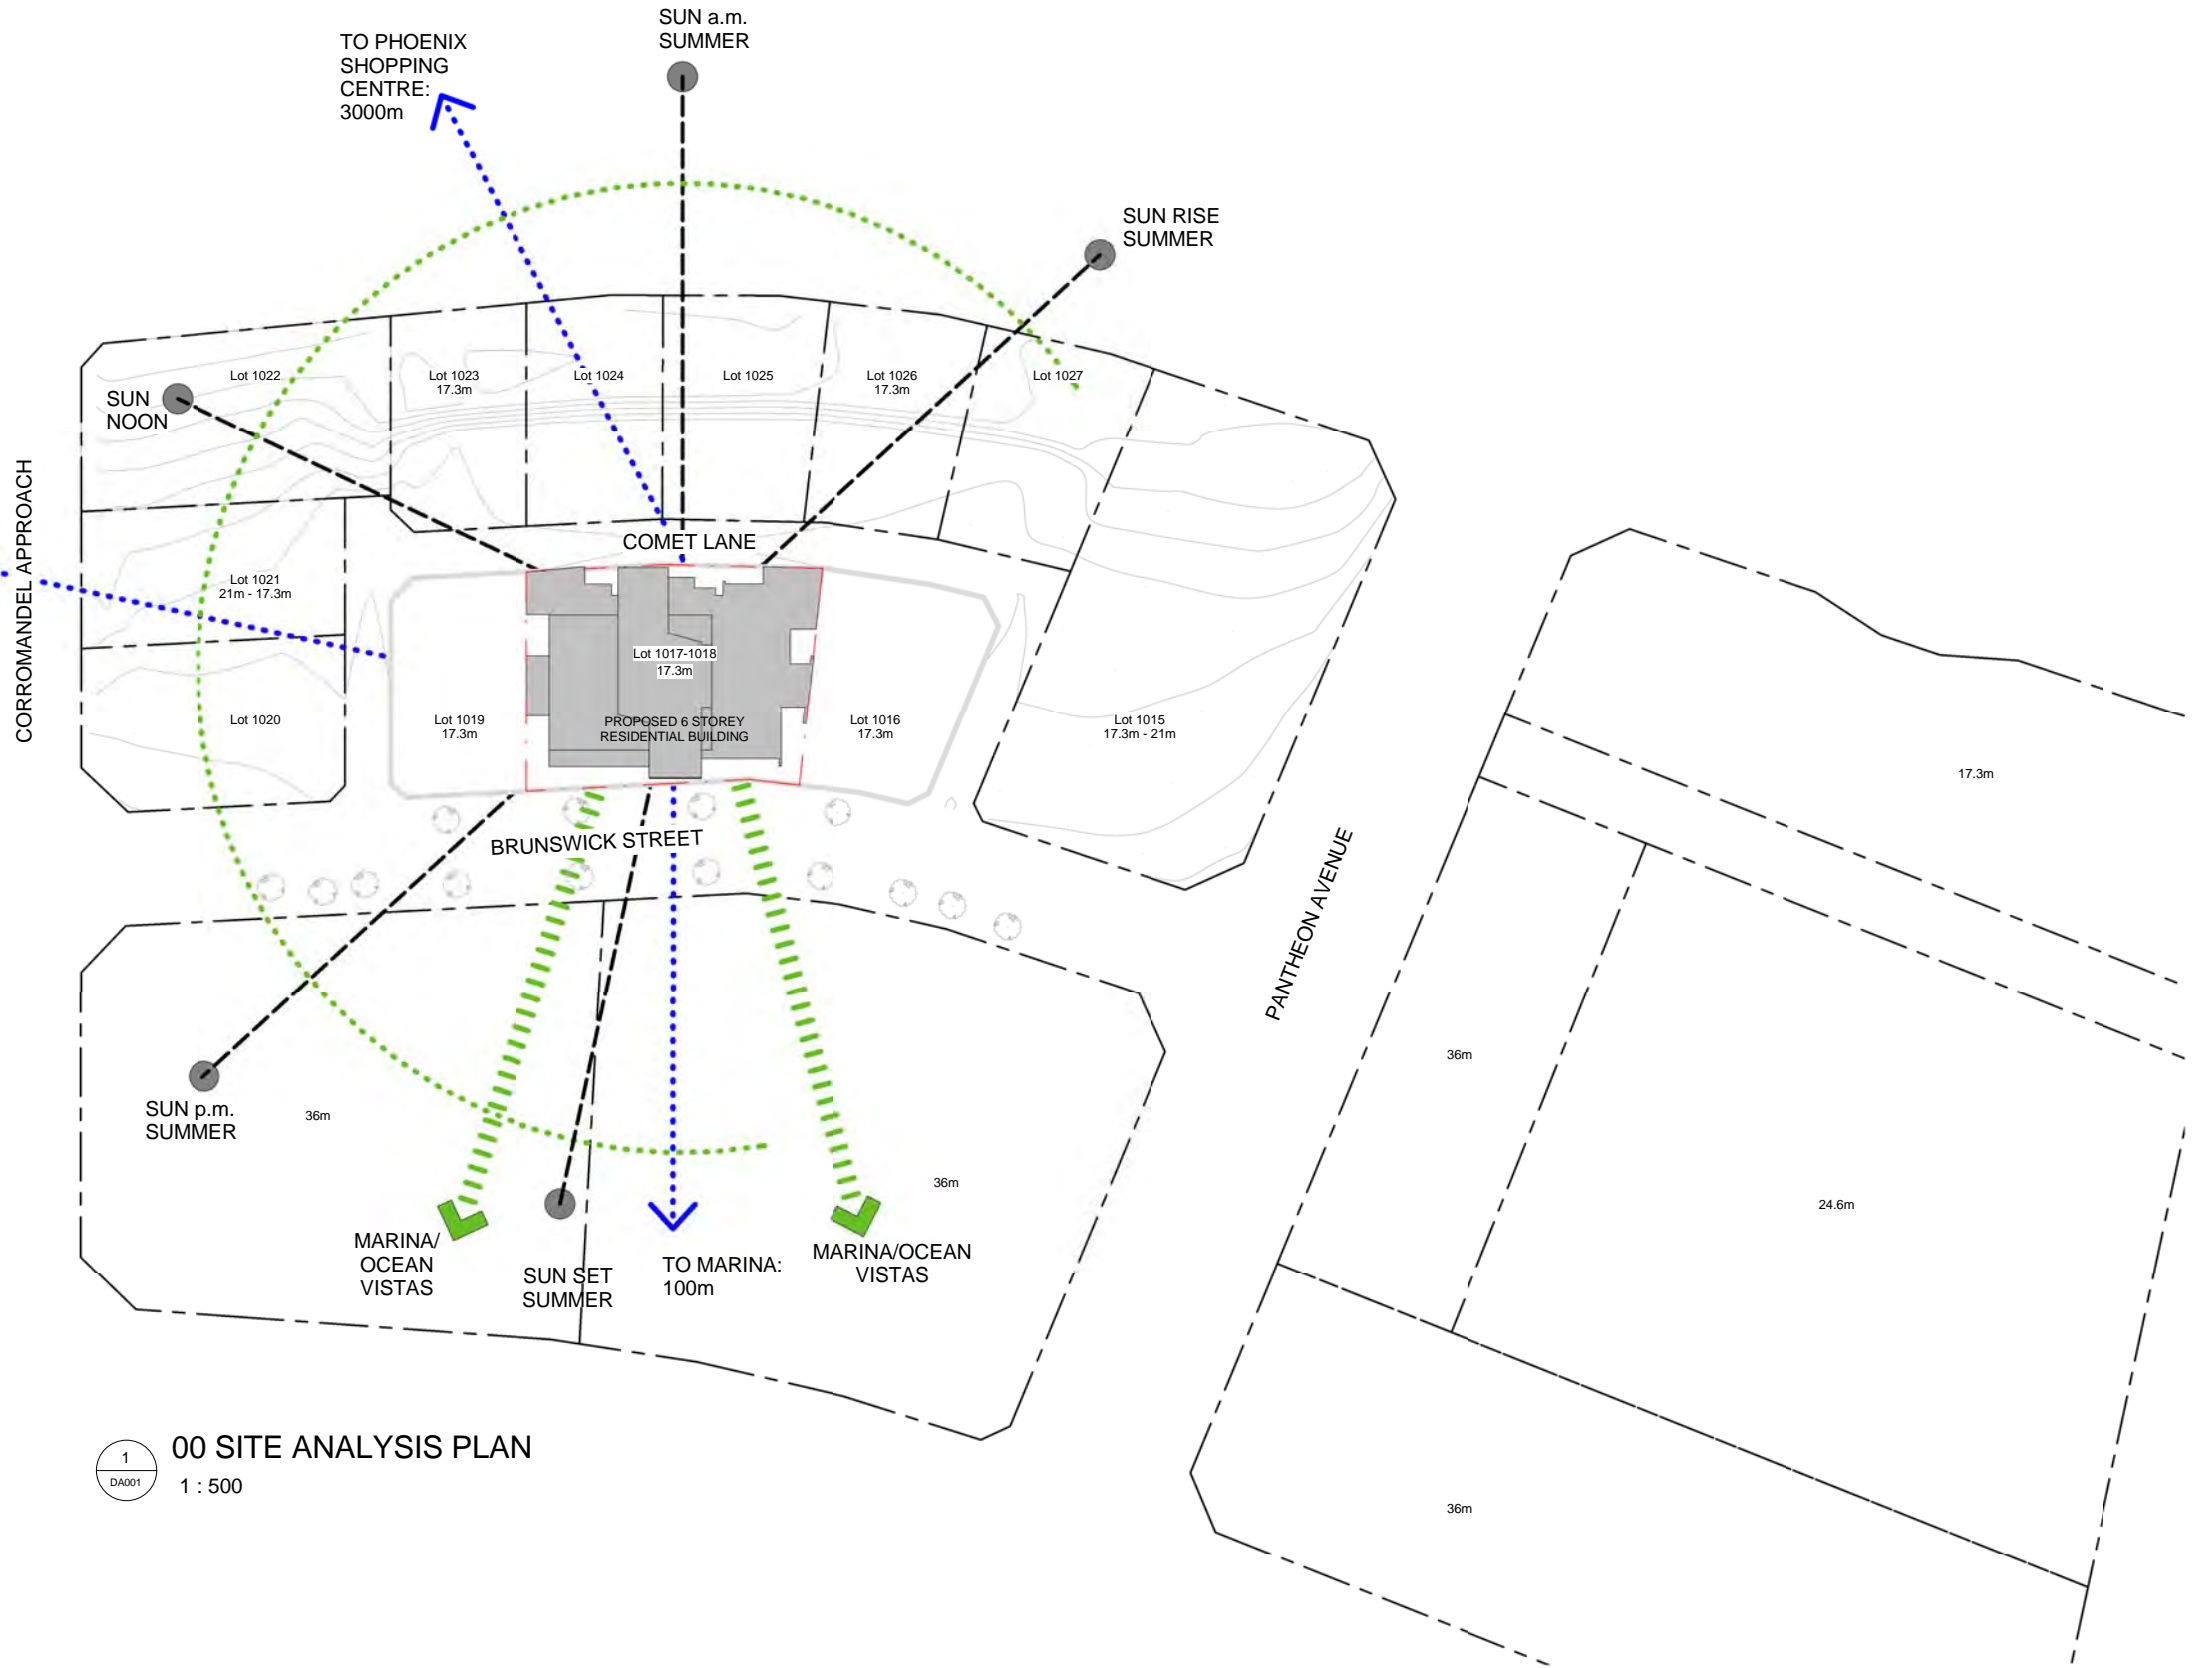 SUN a.m.
SUMMER
TO PHOENIX
SHOPPING
CENTRE:
3000m
SUN RISE
SUMMER
Lot 1022
Lot 1023
17.3m
Lot 1024
Lot 1025
Lot 1026
17.3m
Lot 1027
SUN
NOON
CORROMANDEL APPROACH
COMET LANE
Lot 1021
21m - 17.3m
Lot 1017-1018
17.3m
Lot 1020
Lot 1019
17.3m
PROPOSED 6 STOREY
RESIDENTIAL BUILDING
Lot 1016
17.3m
Lot 1015
17.3m - 21m
17.3m
BRUNSWICK STREET
PANTHEON AVENUE
36m
SUN p.m.
SUMMER
36m
36m
24.6m
MARINA/
OCEAN
VISTAS
SUN SET
SUMMER
TO MARINA:
100m
MARINA/OCEAN
VISTAS
1
DA001
00 SITE ANALYSIS PLAN
1 : 500
36m